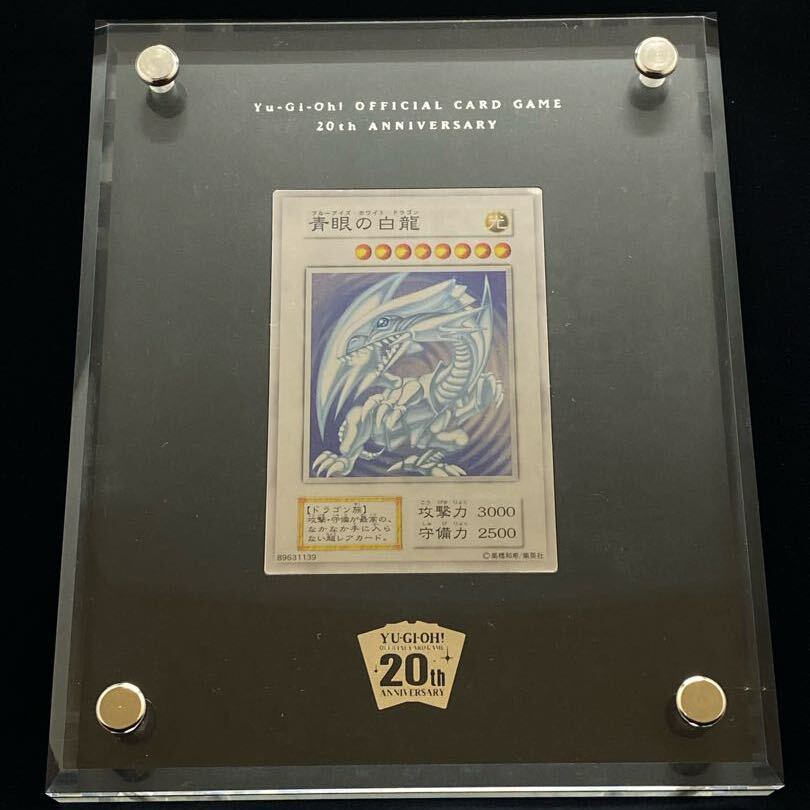 Yu-Gi-Oh! OFFICIAL CARD GAME
20th ANNIVERSARY
ブルーアイズ・ホワイト・ドラゴン
青眼の白龍
光
【ドラゴン族】
攻撃・守備が最高の、
なかなか手に入ら
ない超レアカード。
こうげきりょく
攻撃力 3000
しゅびりょく
守備力 2500
89631139
©高橋和希/集英社
YU-GI-OH!
OFFICIAL CARD GAME
20th
ANNIVERSARY